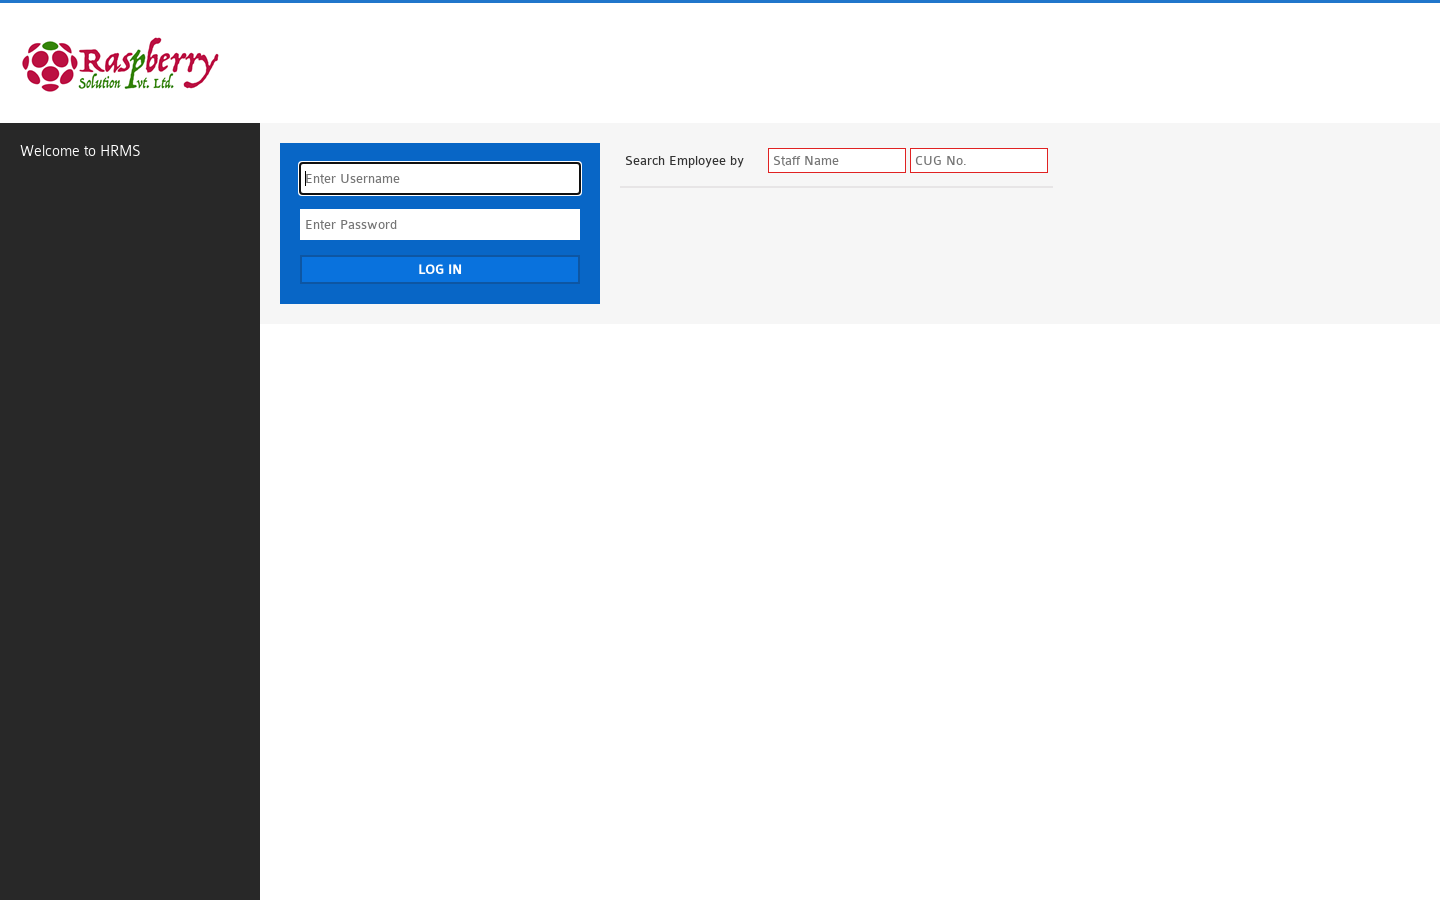 Raspberry
Solution Pvt. Ltd.
Welcome to HRMS
Enter Username
Enter Password
LOG IN
Search Employee by
Staff Name
CUG No.